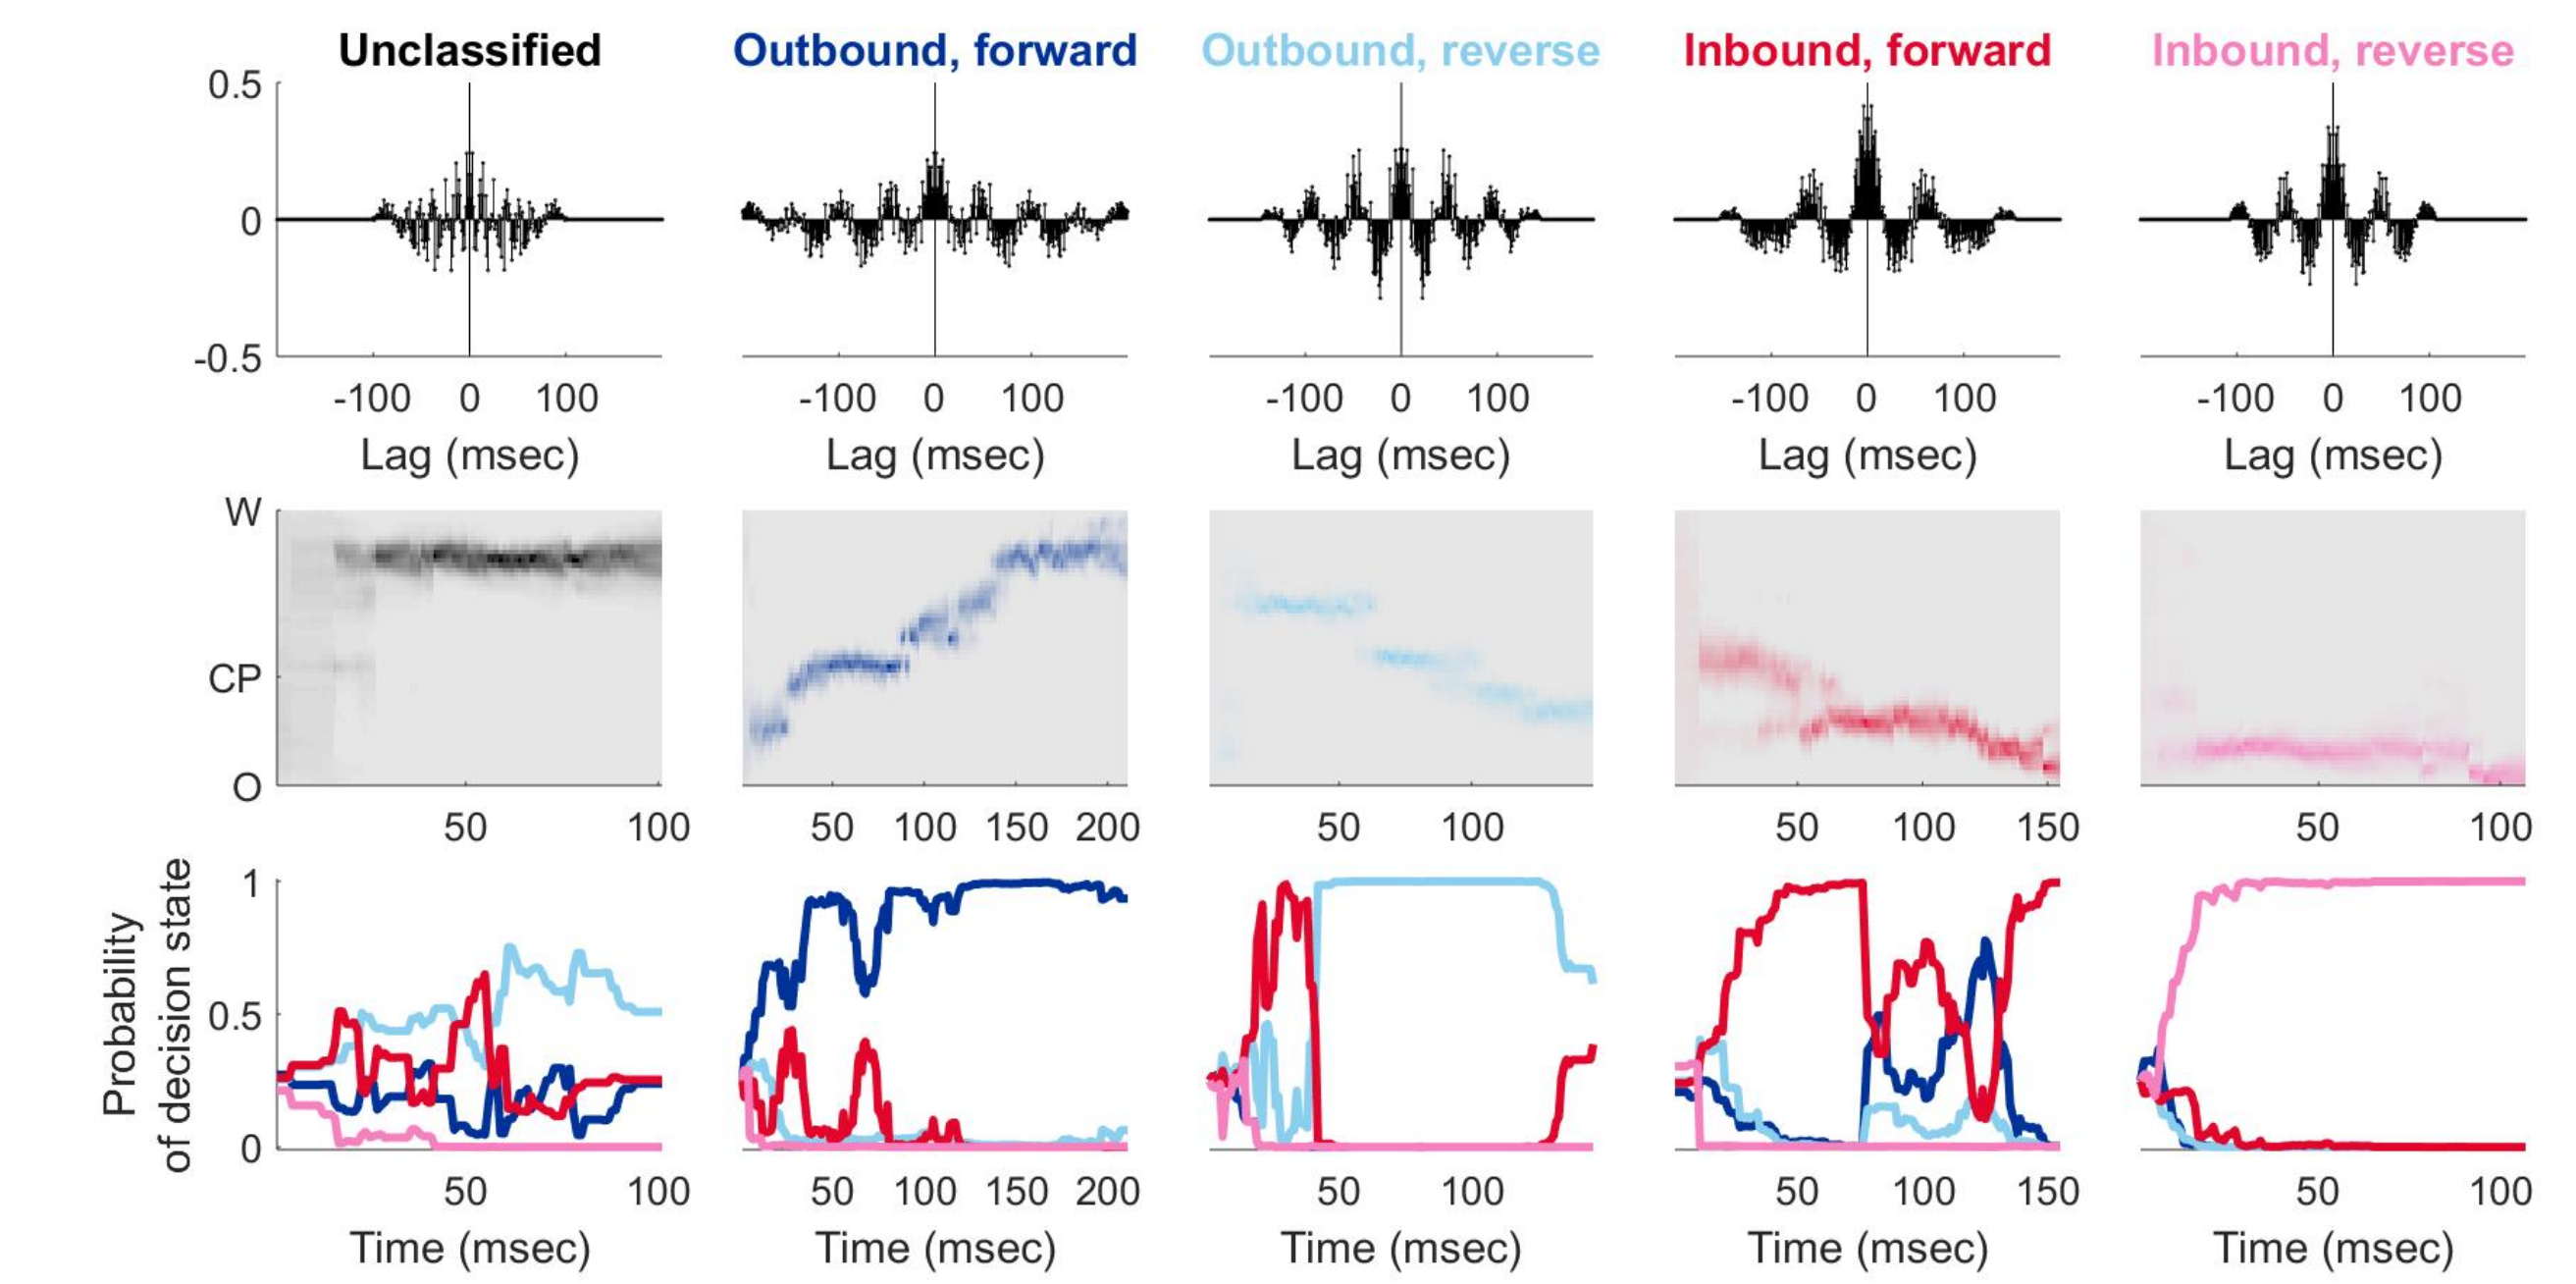 Unclassified Outbound, forward Outbound, reverse Inbound, forward Inbound, reverse
0.5
0
-0.5
-100 0 100 -100 0 100 -100 0 100 -100 0 100 -100 0 100
Lag (msec) Lag (msec) Lag (msec) Lag (msec) Lag (msec)
W
CP
O
50 100 50 100 150 200 50 100 50 100 150 50 100
Probability
of decision state
1
0.5
0
50 100 50 100 150 200 50 100 50 100 150 50 100
Time (msec) Time (msec) Time (msec) Time (msec) Time (msec)